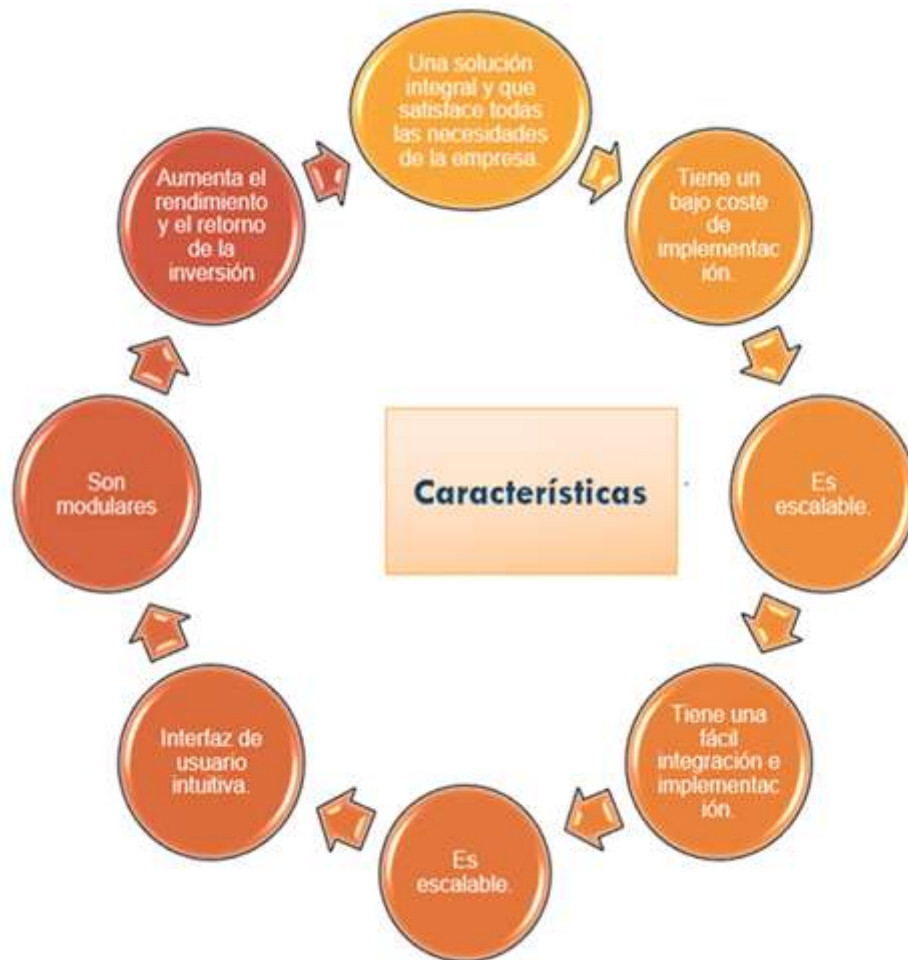 Una solución
integral y que
satisface todas
las necesidades
de la empresa.
Tiene un
bajo coste
de
implementac
ión.
Es
escalable.
Tiene una
fácil
integración e
implementac
ión.
Es
escalable.
Interfaz de
usuario
intuitiva.
Son
modulares
Aumenta el
rendimiento
y el retorno
de la
inversión
Características